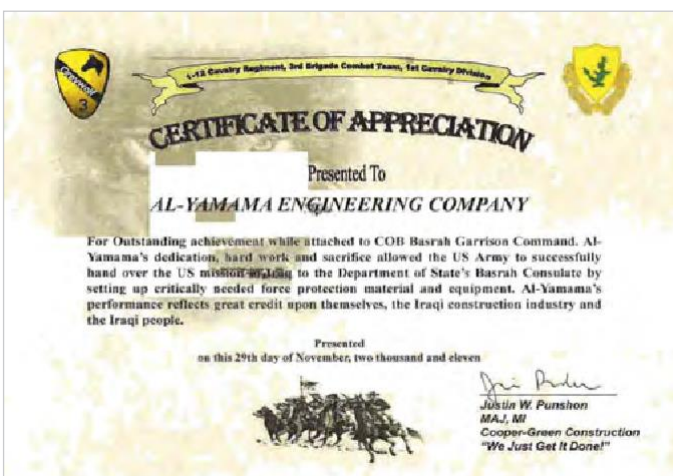 Greywolf
3
1-12 Cavalry Regiment, 3rd Brigade Combat Team, 1st Cavalry Division
CERTIFICATE OF APPRECIATION
Presented To
AL-YAMAMA ENGINEERING COMPANY
For Outstanding achievement while attached to COB Basrah Garrison Command. Al-
Yamama's dedication, hard work and sacrifice allowed the US Army to successfully
hand over the US mission in Iraq to the Department of State's Basrah Consulate by
setting up critically needed force protection material and equipment. Al-Yamama's
performance reflects great credit upon themselves, the Iraqi construction industry and
the Iraqi people.
Presented
on this 29th day of November, two thousand and eleven
Justin W. Punshon
MAJ, MI
Cooper-Green Construction
"We Just Get It Done!"